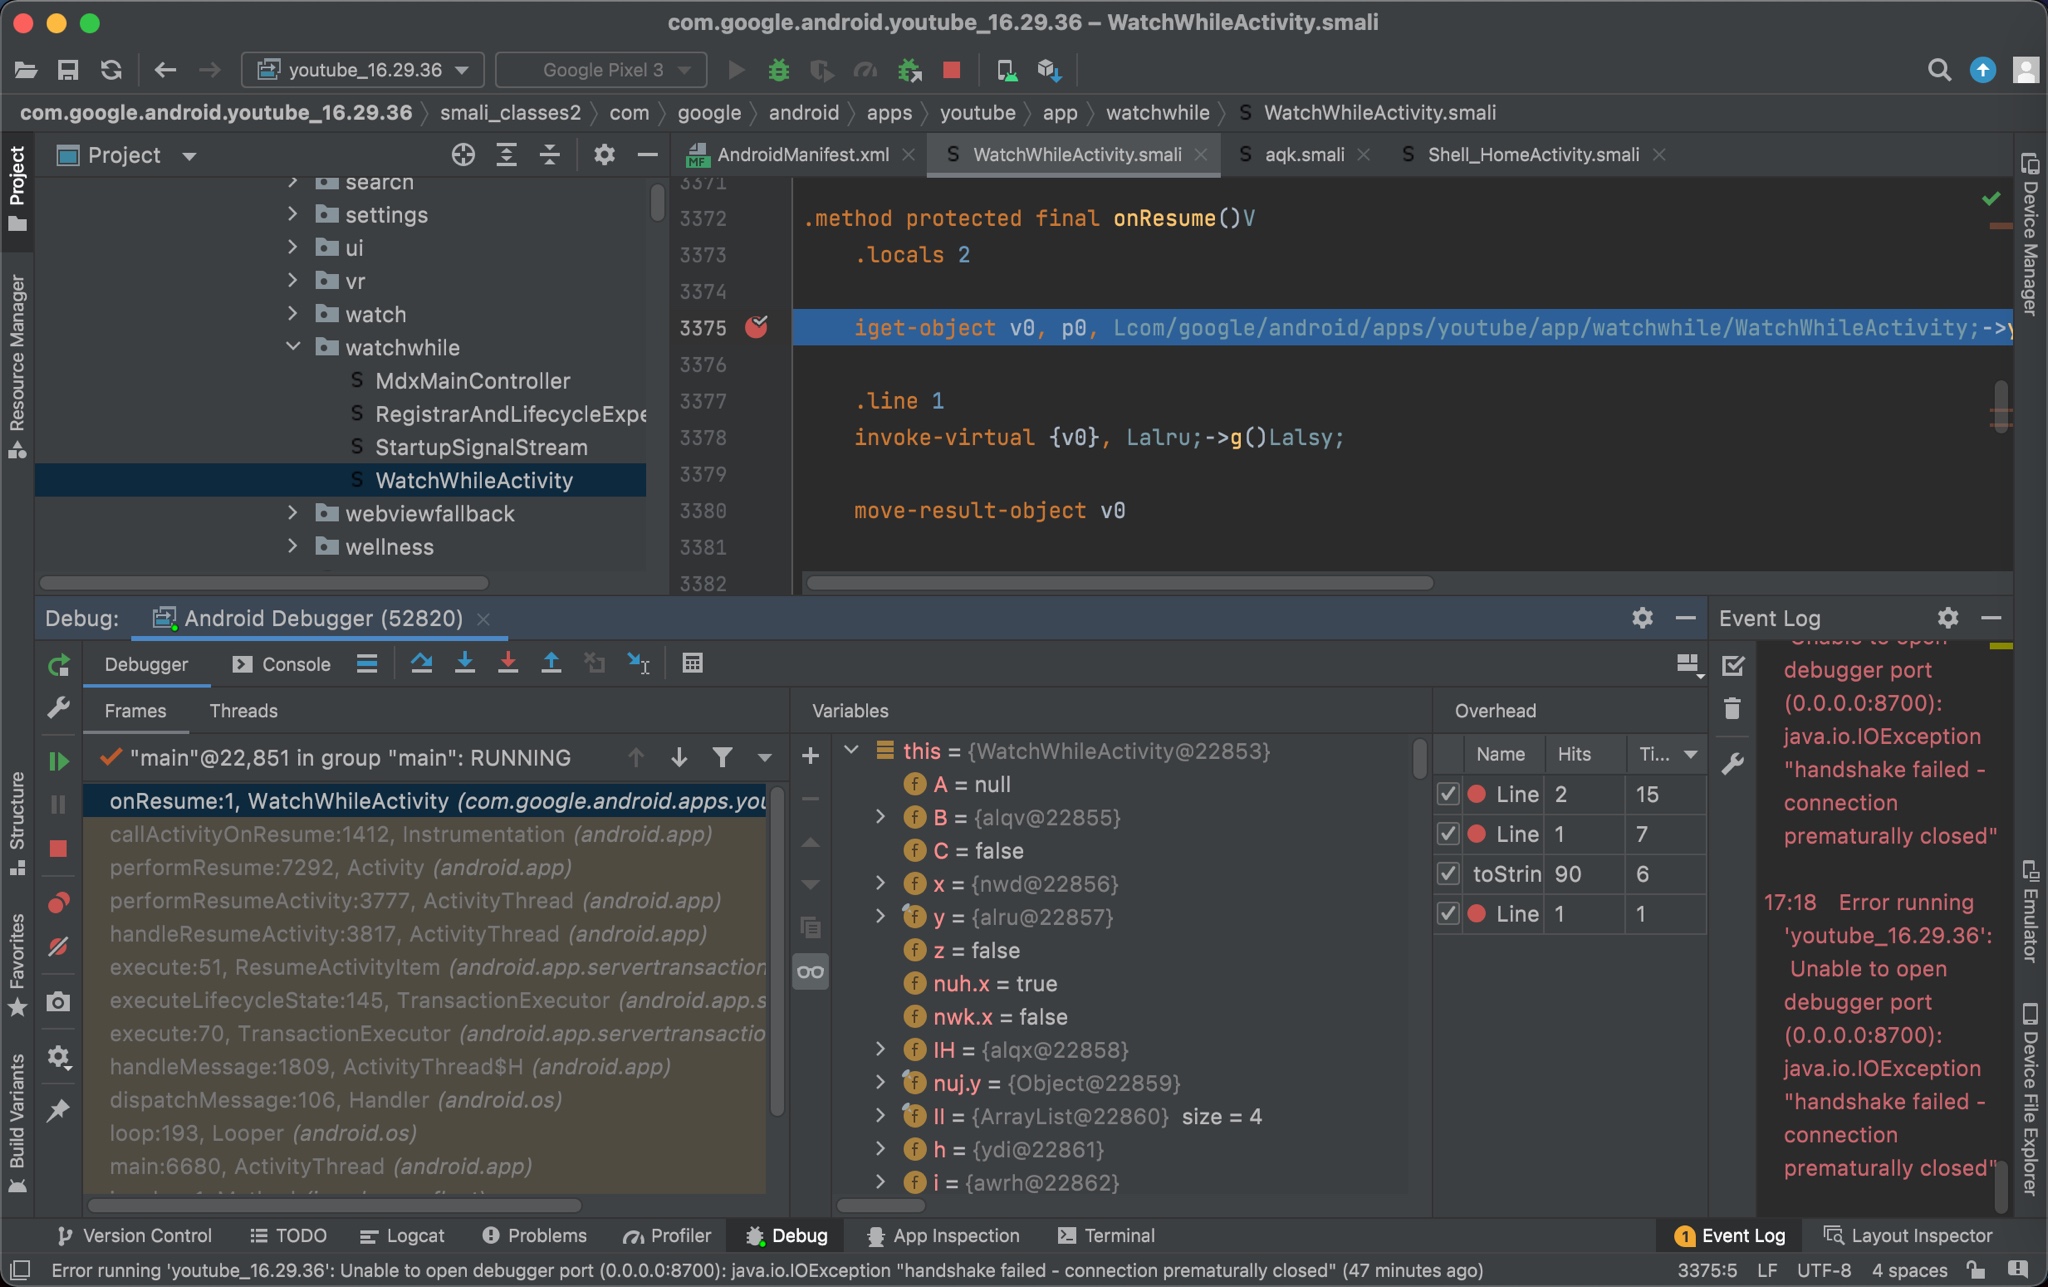 com.google.android.youtube_16.29.36 – WatchWhileActivity.smali
youtube_16.29.36
Google Pixel 3
com.google.android.youtube_16.29.36 〉 smali_classes2 〉 com 〉 google 〉 android 〉 apps 〉 youtube 〉 app 〉 watchwhile 〉 S WatchWhileActivity.smali
Project
Resource Manager
Structure
Favorites
Build Variants
Project
search
settings
ui
vr
watch
watchwhile
S MdxMainController
S RegistrarAndLifecycleExpe
S StartupSignalStream
S WatchWhileActivity
webviewfallback
wellness
MF AndroidManifest.xml
S WatchWhileActivity.smali
S aqk.smali
S Shell_HomeActivity.smali
3371
3372 .method protected final onResume()V
3373 .locals 2
3374
3375 iget-object v0, p0, Lcom/google/android/apps/youtube/app/watchwhile/WatchWhileActivity;->y
3376
3377 .line 1
3378 invoke-virtual {v0}, Lalru;->g()Lalsy;
3379
3380 move-result-object v0
3381
3382
Device Manager
Emulator
Device File Explorer
Debug: Android Debugger (52820)
Debugger
Console
Frames
Threads
"main"@22,851 in group "main": RUNNING
onResume:1, WatchWhileActivity (com.google.android.apps.you
callActivityOnResume:1412, Instrumentation (android.app)
performResume:7292, Activity (android.app)
performResumeActivity:3777, ActivityThread (android.app)
handleResumeActivity:3817, ActivityThread (android.app)
execute:51, ResumeActivityItem (android.app.servertransaction
executeLifecycleState:145, TransactionExecutor (android.app.s
execute:70, TransactionExecutor (android.app.servertransactio
handleMessage:1809, ActivityThread$H (android.app)
dispatchMessage:106, Handler (android.os)
loop:193, Looper (android.os)
main:6680, ActivityThread (android.app)
Variables
this = {WatchWhileActivity@22853}
f A = null
f B = {alqv@22855}
f C = false
f x = {nwd@22856}
f y = {alru@22857}
f z = false
f nuh.x = true
f nwk.x = false
f IH = {alqx@22858}
f nuj.y = {Object@22859}
f II = {ArrayList@22860} size = 4
f h = {ydi@22861}
f i = {awrh@22862}
Overhead
Name Hits Ti...
Line 2 15
Line 1 7
toStrin 90 6
Line 1 1
Event Log
Unable to open
debugger port
(0.0.0.0:8700):
java.io.IOException
"handshake failed -
connection
prematurally closed"
17:18 Error running
'youtube_16.29.36':
Unable to open
debugger port
(0.0.0.0:8700):
java.io.IOException
"handshake failed -
connection
prematurally closed"
Version Control
TODO
Logcat
Problems
Profiler
Debug
App Inspection
Terminal
1 Event Log
Layout Inspector
Error running 'youtube_16.29.36': Unable to open debugger port (0.0.0.0:8700): java.io.IOException "handshake failed - connection prematurally closed" (47 minutes ago)
3375:5 LF UTF-8 4 spaces